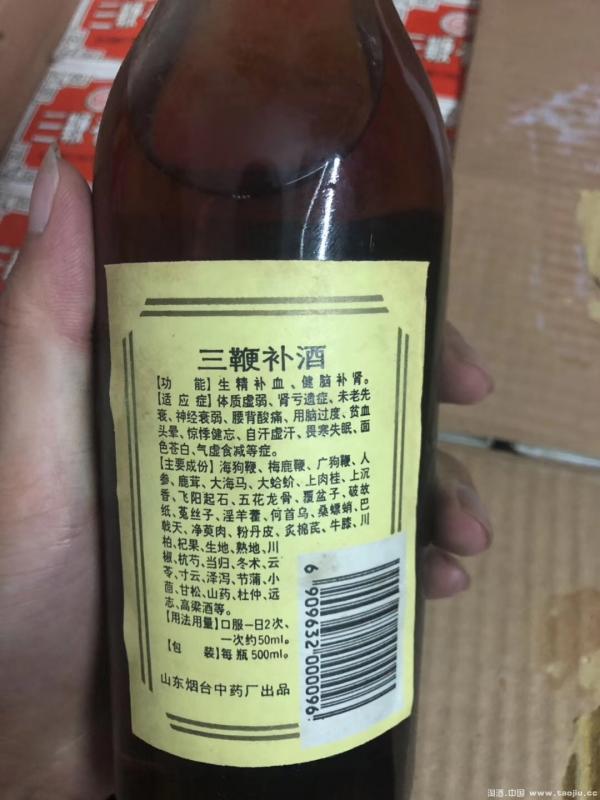 三鞭补酒
【功 能】生精补血、健脑补肾。
【适应症】体质虚弱、肾亏遗症、未老先
衰、神经衰弱、腰背酸痛、用脑过度、贫血
头晕、惊悸健忘、自汗虚汗、畏寒失眠、面
色苍白、气虚食减等症。
【主要成份】海狗鞭、梅鹿鞭、广狗鞭、人
参、鹿茸、大海马、大蛤蚧、上肉桂、上沉
香、飞阳起石、五花龙骨、覆盆子、破故
纸、菟丝子、淫羊藿、何首乌、桑螵蛸、巴
戟天、净萸肉、粉丹皮、炙棉芪、牛膝、川
柏、杞果、生地、熟地、川
椒、杭芍、当归、冬术、云
苓、寸云、泽泻、节蒲、小
茴、甘松、山药、杜仲、远
志、高梁酒等。
【用法用量】口服一日2次、
一次约50ml。
【包 装】每瓶500ml。
山东烟台中药厂出品
6 909632 000096
淘酒.中国 www.taojiu.cc